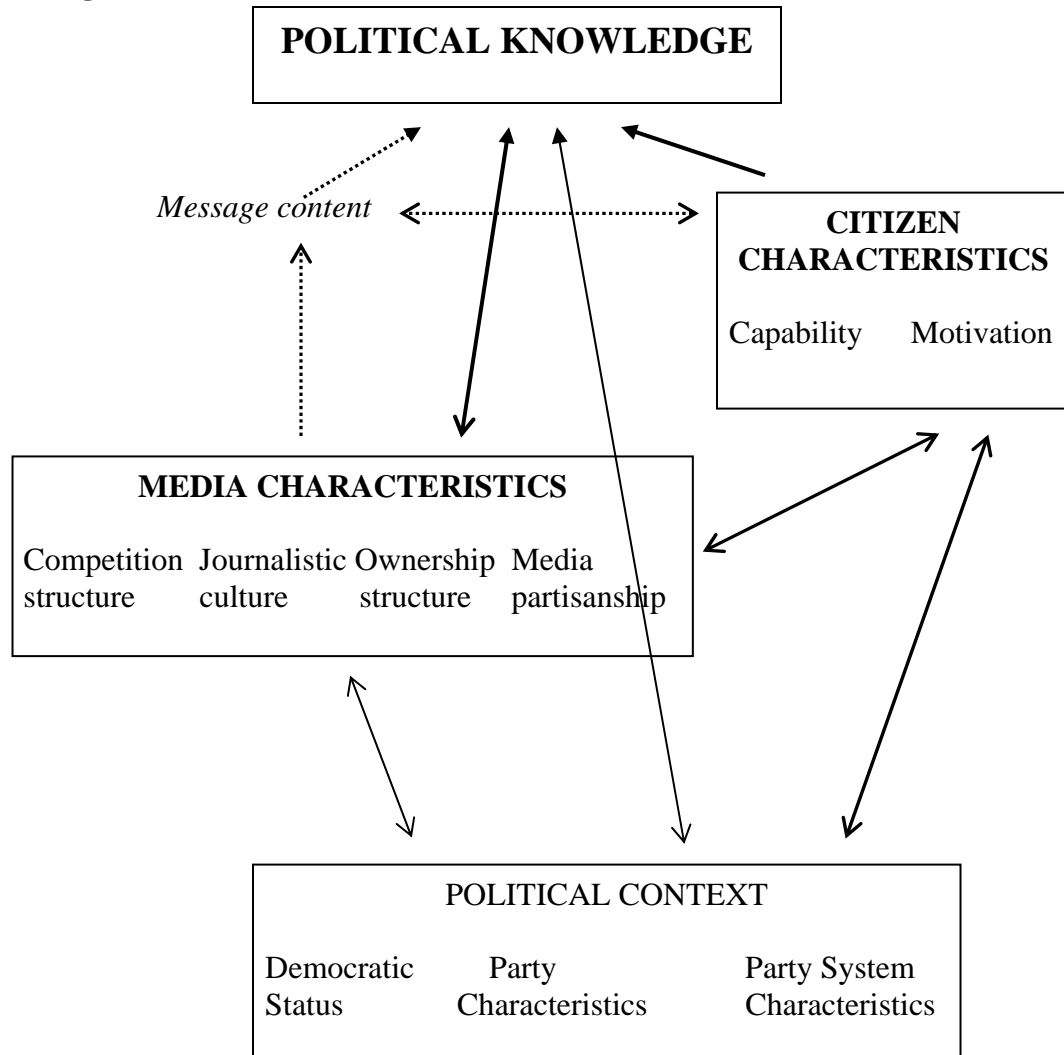 POLITICAL KNOWLEDGE
Message content
CITIZEN
CHARACTERISTICS
Capability Motivation
MEDIA CHARACTERISTICS
Competition Journalistic Ownership Media
structure culture structure partisanship
POLITICAL CONTEXT
Democratic Party Party System
Status Characteristics Characteristics